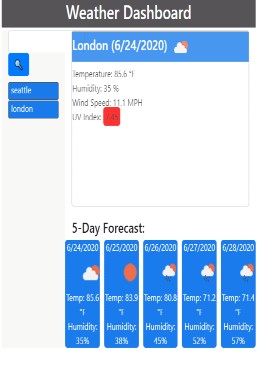 Weather Dashboard
London (6/24/2020)
seattle
london
Temperature: 85.6 °F
Humidity: 35 %
Wind Speed: 11.1 MPH
UV Index:
5-Day Forecast:
6/24/2020 6/25/2020 6/26/2020 6/27/2020 6/28/2020
Temp: 85.6 Temp: 83.9 Temp: 80.8 Temp: 71.2 Temp: 71.4
°F °F °F °F °F
Humidity: Humidity: Humidity: Humidity: Humidity:
35% 38% 45% 52% 57%